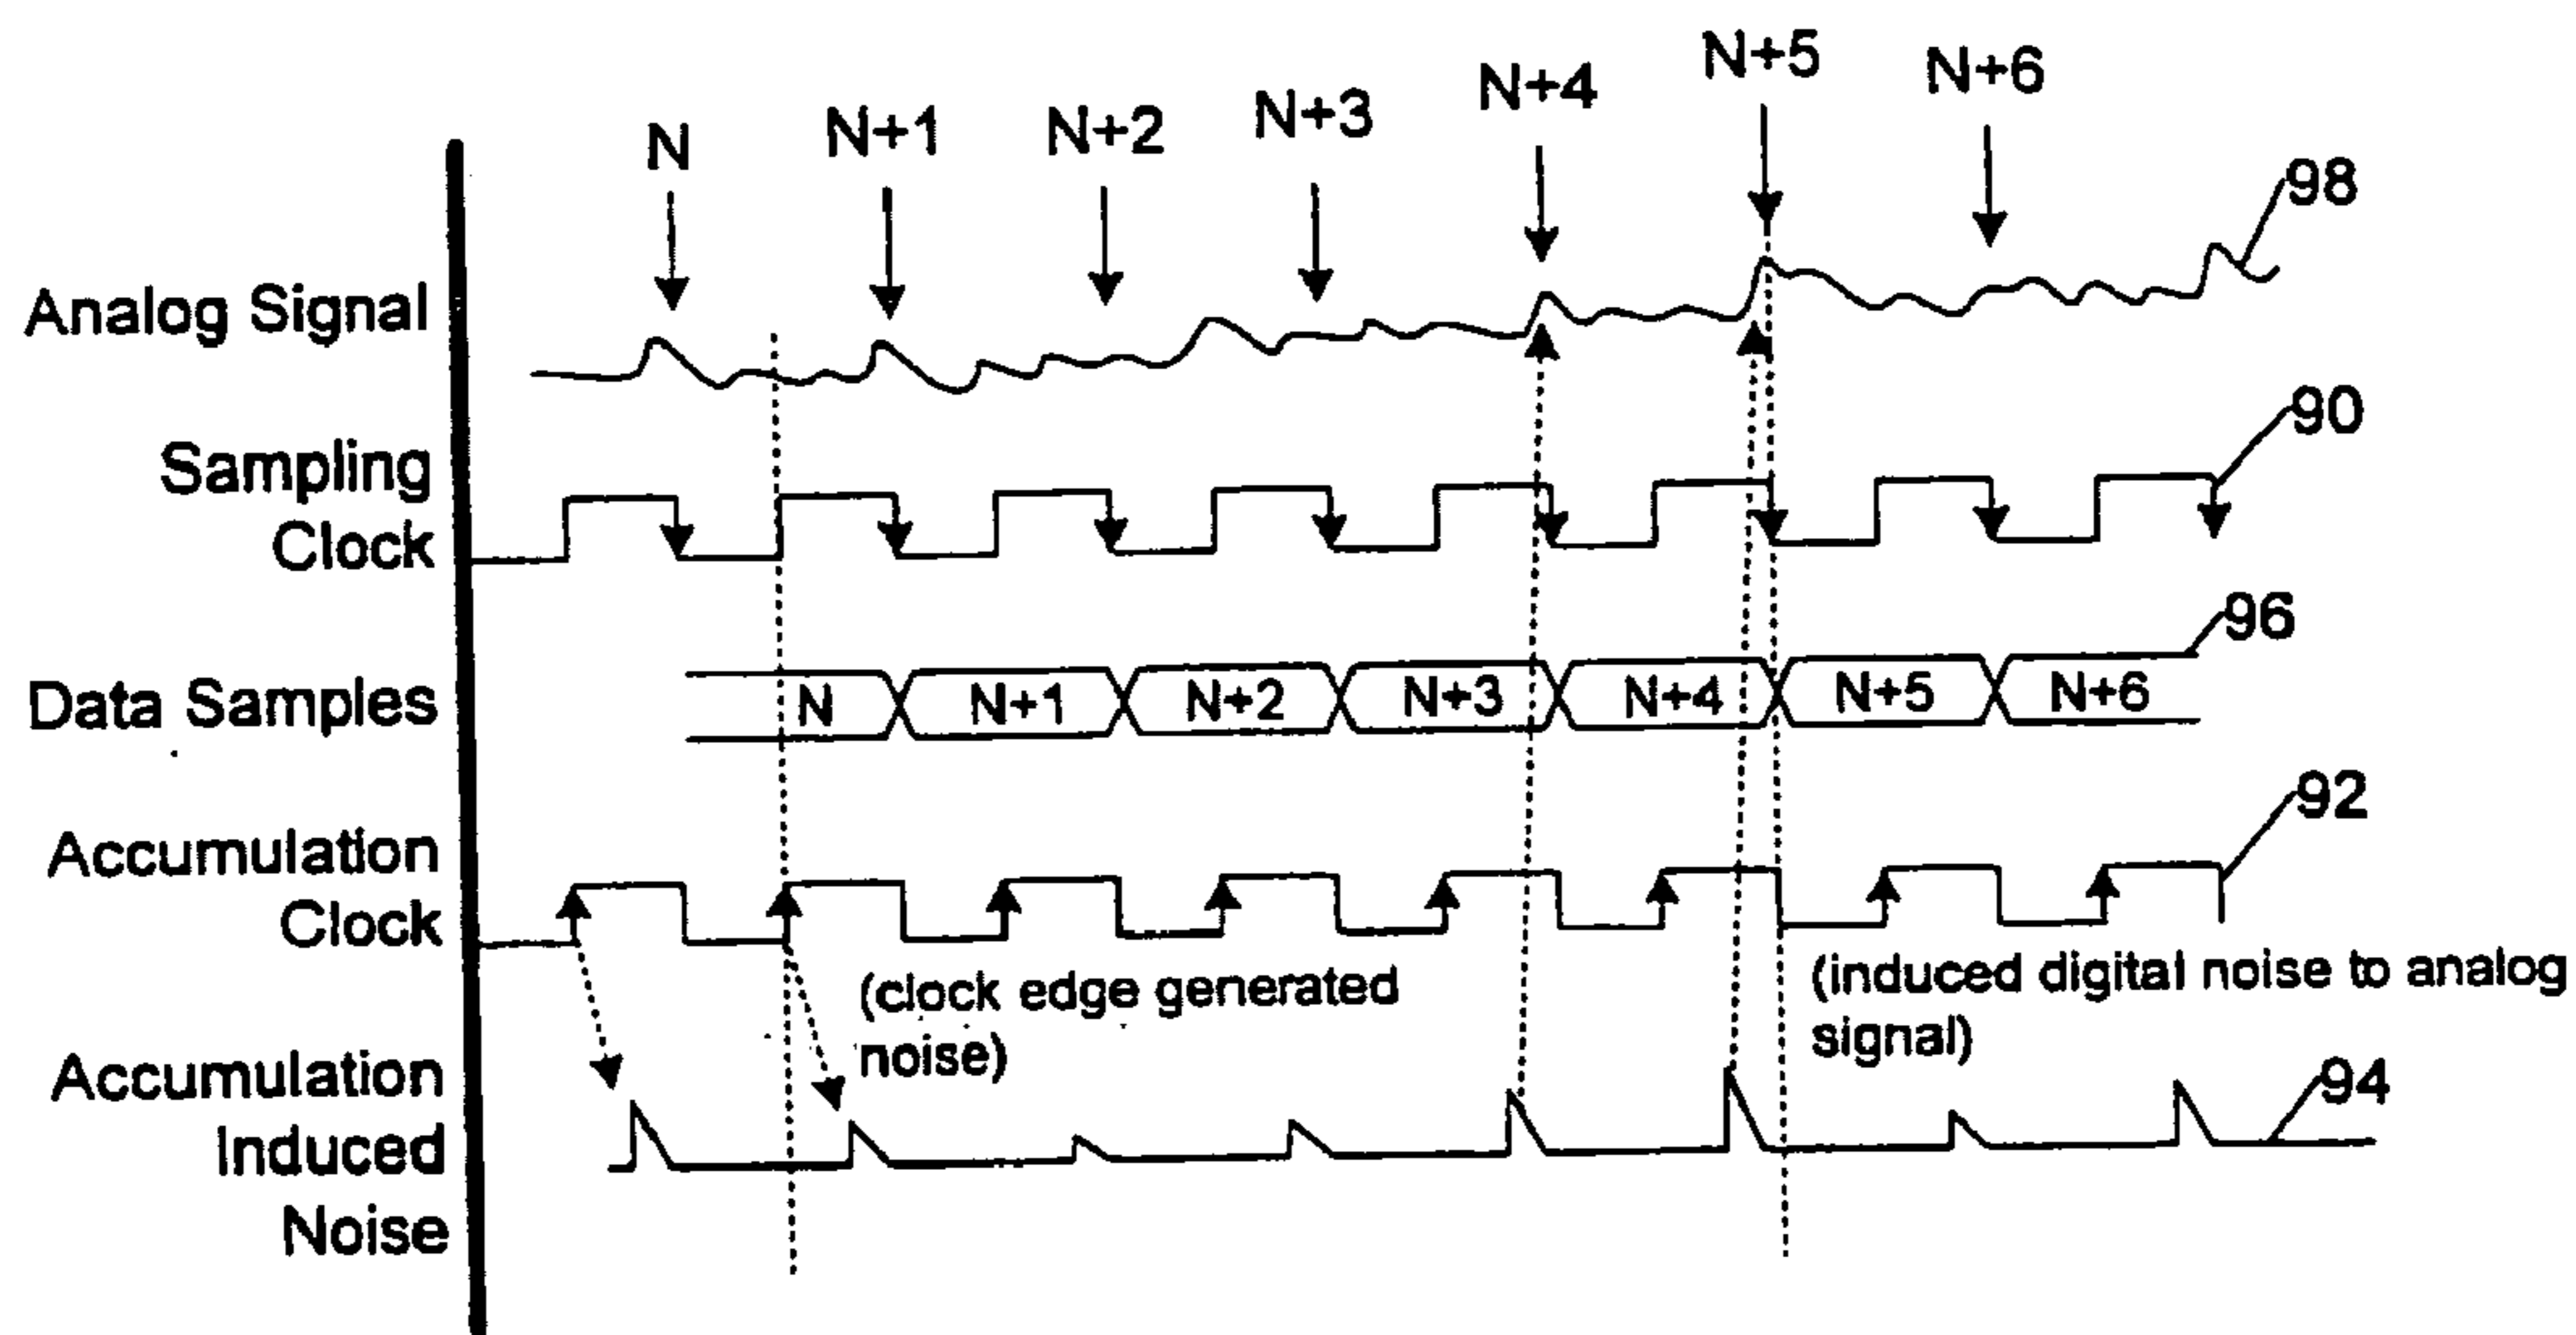 N
N+1
N+2
N+3
N+4
N+5
N+6
Analog Signal
98
Sampling
Clock
90
Data Samples
N
N+1
N+2
N+3
N+4
N+5
N+6
96
Accumulation
Clock
92
(clock edge generated
noise)
(induced digital noise to analog
signal)
Accumulation
Induced
Noise
94